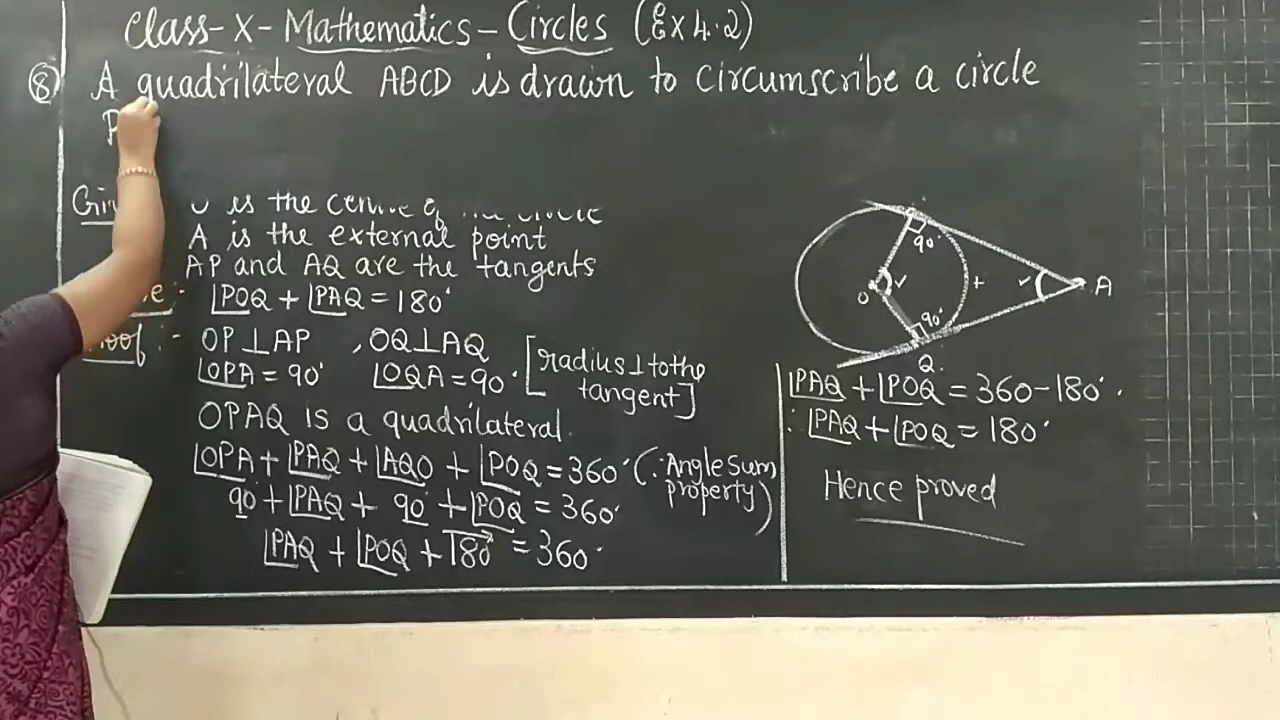 Class-X-Mathematics-Circles (Ex 4.2)
⑧ A quadrilateral ABCD is drawn to circumscribe a circle
P
is the of
A is the external point
AP and AQ are the tangents
:- ∠POQ + ∠PAQ = 180°
:- OP⊥AP , OQ⊥AQ
∠OPA = 90° ∠OQA = 90° [radius ⊥ to the tangent]
OPAQ is a quadrilateral.
∠OPA + ∠PAQ + ∠AQO + ∠POQ = 360° (∵ Angle sum property)
90° + ∠PAQ + 90° + ∠POQ = 360°
∠PAQ + ∠POQ + 180 = 360°
90°
O
90°
A
Q.
∠PAQ + ∠POQ = 360 - 180°.
∴ ∠PAQ + ∠POQ = 180°
Hence proved